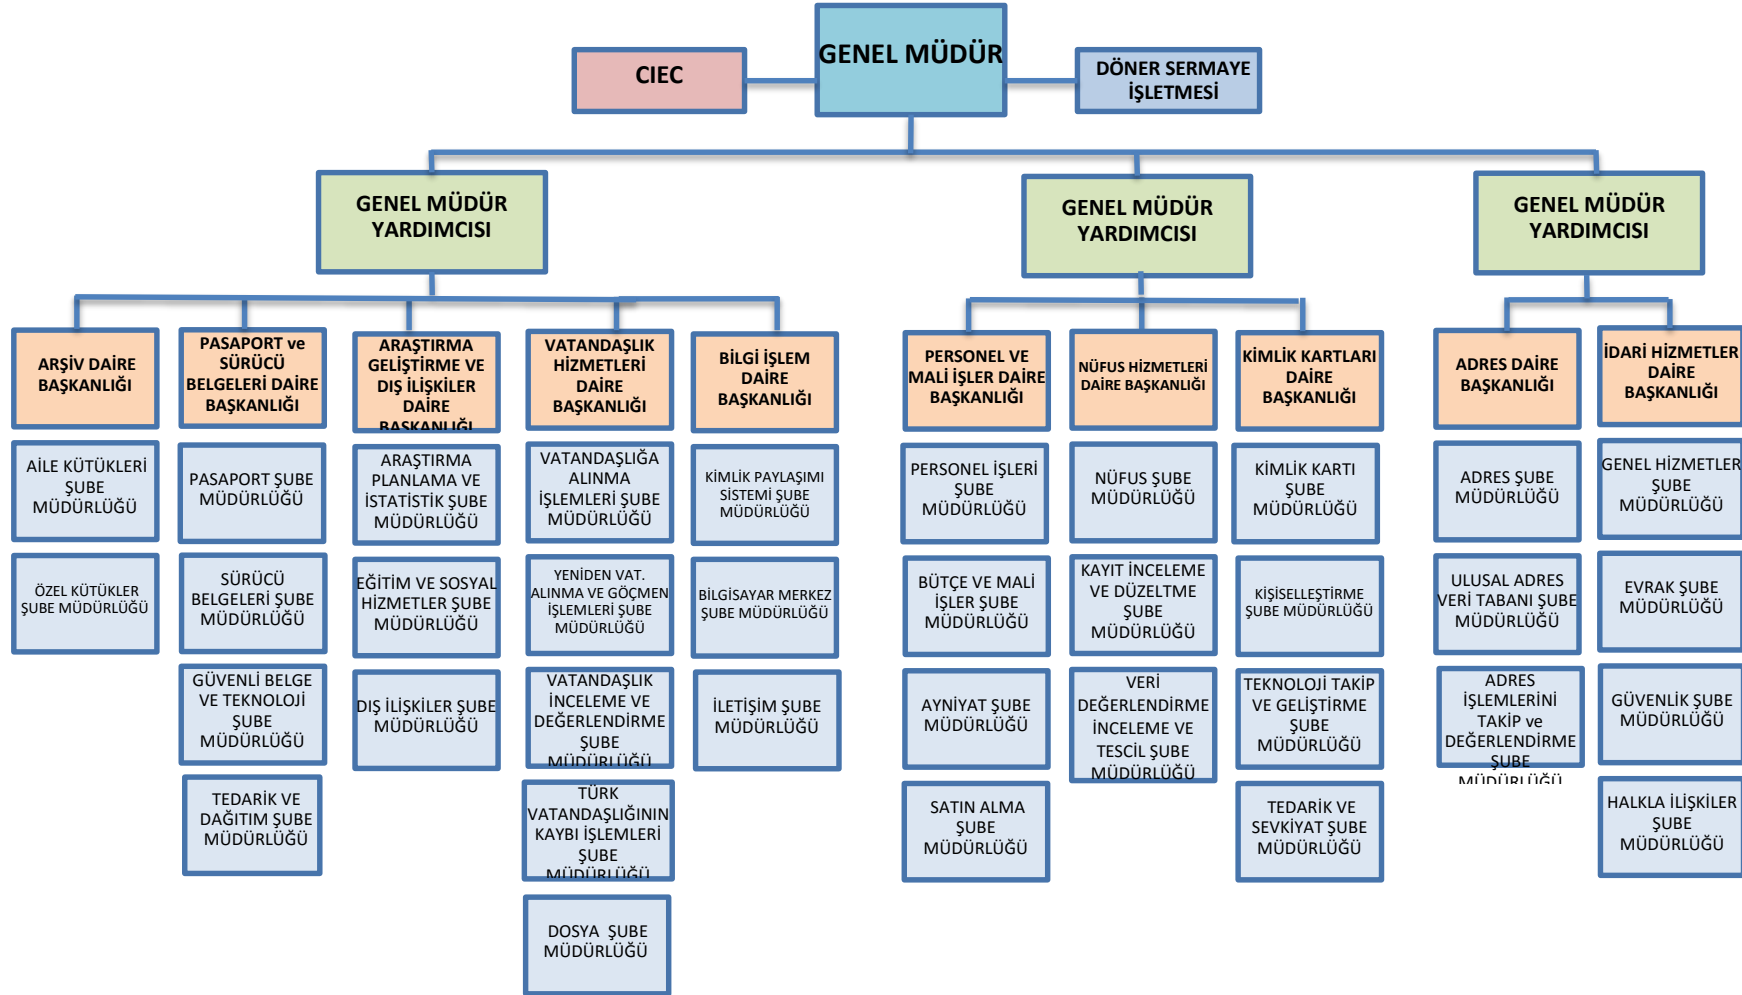 GENEL MÜDÜR
CIEC
DÖNER SERMAYE
İŞLETMESİ
GENEL MÜDÜR
YARDIMCISI
GENEL MÜDÜR
YARDIMCISI
GENEL MÜDÜR
YARDIMCISI
ARŞİV DAİRE
BAŞKANLIĞI
PASAPORT ve
SÜRÜCÜ
BELGELERİ DAİRE
BAŞKANLIĞI
ARAŞTIRMA
GELİŞTİRME VE
DIŞ İLİŞKİLER
DAİRE
BAŞKANLIĞI
VATANDAŞLIK
HİZMETLERİ
DAİRE
BAŞKANLIĞI
BİLGİ İŞLEM
DAİRE
BAŞKANLIĞI
PERSONEL VE
MALİ İŞLER DAİRE
BAŞKANLIĞI
NÜFUS HİZMETLERİ
DAİRE BAŞKANLIĞI
KİMLİK KARTLARI
DAİRE
BAŞKANLIĞI
ADRES DAİRE
BAŞKANLIĞI
İDARİ HİZMETLER
DAİRE
BAŞKANLIĞI
AİLE KÜTÜKLERİ
ŞUBE
MÜDÜRLÜĞÜ
PASAPORT ŞUBE
MÜDÜRLÜĞÜ
ARAŞTIRMA
PLANLAMA VE
İSTATİSTİK ŞUBE
MÜDÜRLÜĞÜ
VATANDAŞLIĞA
ALINMA
İŞLEMLERİ ŞUBE
MÜDÜRLÜĞÜ
KİMLİK PAYLAŞIMI
SİSTEMİ ŞUBE
MÜDÜRLÜĞÜ
PERSONEL İŞLERİ
ŞUBE
MÜDÜRLÜĞÜ
NÜFUS ŞUBE
MÜDÜRLÜĞÜ
KİMLİK KARTI
ŞUBE
MÜDÜRLÜĞÜ
ADRES ŞUBE
MÜDÜRLÜĞÜ
GENEL HİZMETLER
ŞUBE
MÜDÜRLÜĞÜ
ÖZEL KÜTÜKLER
ŞUBE MÜDÜRLÜĞÜ
SÜRÜCÜ
BELGELERİ ŞUBE
MÜDÜRLÜĞÜ
EĞİTİM VE SOSYAL
HİZMETLER ŞUBE
MÜDÜRLÜĞÜ
YENİDEN VAT.
ALINMA VE GÖÇMEN
İŞLEMLERİ ŞUBE
MÜDÜRLÜĞÜ
BİLGİSAYAR MERKEZ
ŞUBE MÜDÜRLÜĞÜ
BÜTÇE VE MALİ
İŞLER ŞUBE
MÜDÜRLÜĞÜ
KAYIT İNCELEME
VE DÜZELTME
ŞUBE
MÜDÜRLÜĞÜ
KİŞİSELLEŞTİRME
ŞUBE MÜDÜRLÜĞÜ
ULUSAL ADRES
VERİ TABANI ŞUBE
MÜDÜRLÜĞÜ
EVRAK ŞUBE
MÜDÜRLÜĞÜ
GÜVENLİ BELGE
VE TEKNOLOJİ
ŞUBE
MÜDÜRLÜĞÜ
DIŞ İLİŞKİLER ŞUBE
MÜDÜRLÜĞÜ
VATANDAŞLIK
İNCELEME VE
DEĞERLENDİRME
ŞUBE
MÜDÜRLÜĞÜ
İLETİŞİM ŞUBE
MÜDÜRLÜĞÜ
AYNİYAT ŞUBE
MÜDÜRLÜĞÜ
VERİ
DEĞERLENDİRME
İNCELEME VE
TESCİL ŞUBE
MÜDÜRLÜĞÜ
TEKNOLOJİ TAKİP
VE GELİŞTİRME
ŞUBE
MÜDÜRLÜĞÜ
ADRES
İŞLEMLERİNİ
TAKİP ve
DEĞERLENDİRME
ŞUBE
MÜDÜRLÜĞÜ
GÜVENLİK ŞUBE
MÜDÜRLÜĞÜ
TEDARİK VE
DAĞITIM ŞUBE
MÜDÜRLÜĞÜ
TÜRK
VATANDAŞLIĞININ
KAYBI İŞLEMLERİ
ŞUBE
MÜDÜRLÜĞÜ
SATIN ALMA
ŞUBE
MÜDÜRLÜĞÜ
TEDARİK VE
SEVKİYAT ŞUBE
MÜDÜRLÜĞÜ
HALKLA İLİŞKİLER
ŞUBE
MÜDÜRLÜĞÜ
DOSYA ŞUBE
MÜDÜRLÜĞÜ